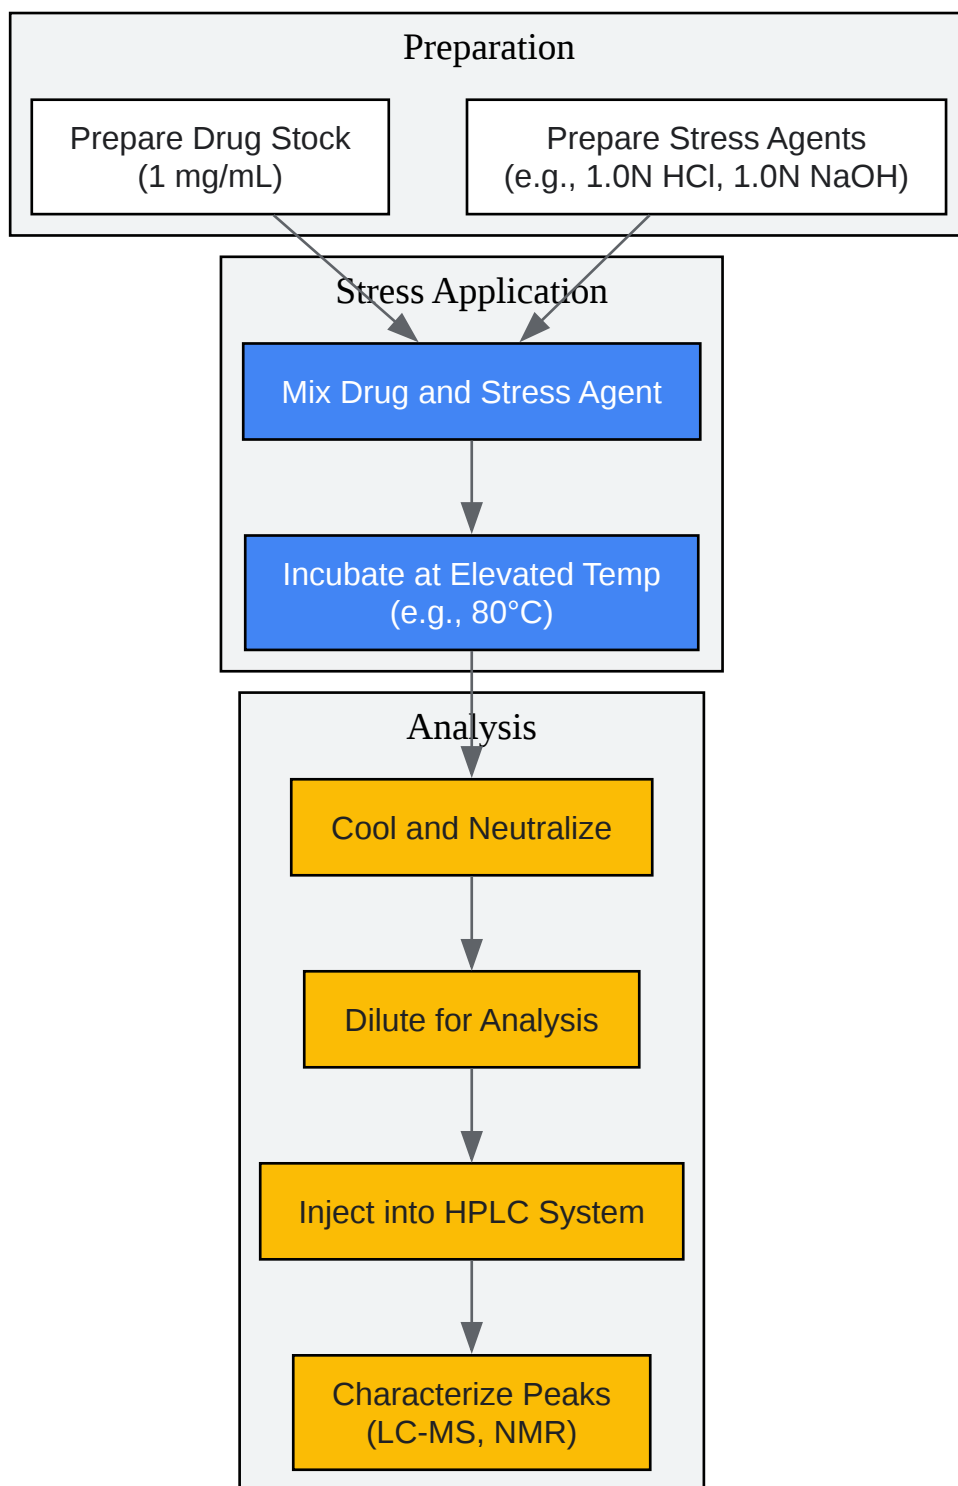 Preparation
Prepare Drug Stock
(1 mg/mL)
Prepare Stress Agents
(e.g., 1.0N HCl, 1.0N NaOH)
Stress Application
Mix Drug and Stress Agent
Incubate at Elevated Temp
(e.g., 80°C)
Analysis
Cool and Neutralize
Dilute for Analysis
Inject into HPLC System
Characterize Peaks
(LC-MS, NMR)